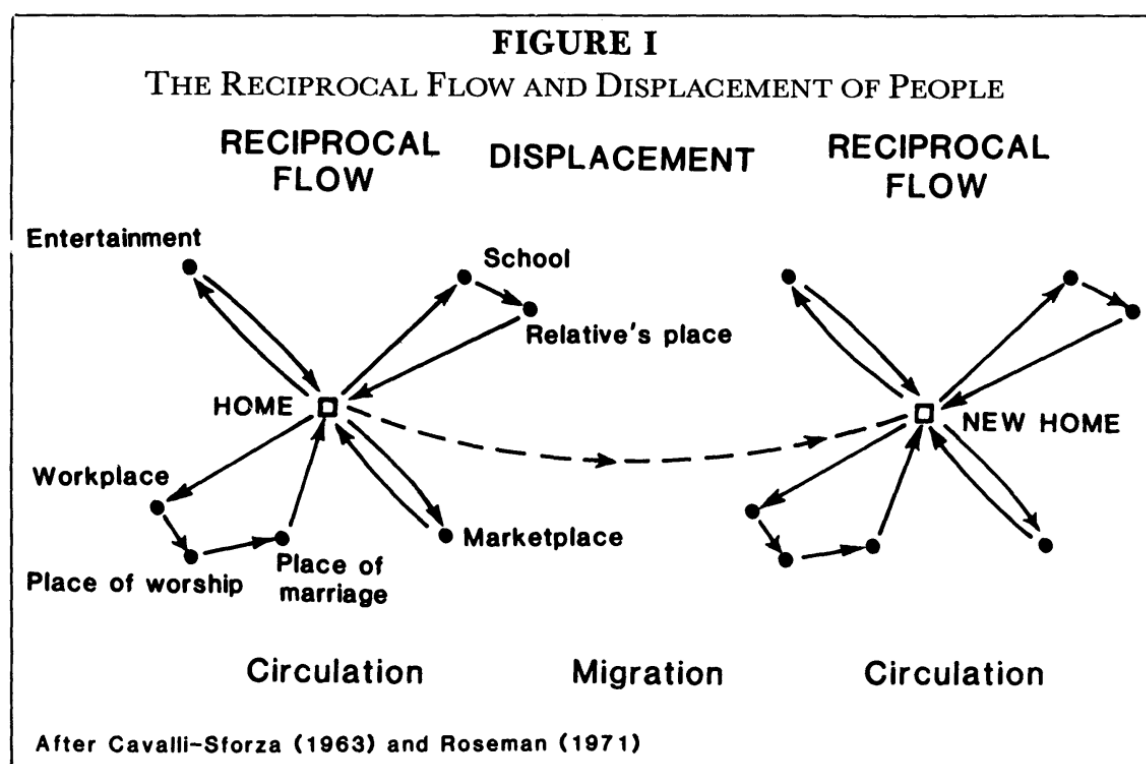 FIGURE I
THE RECIPROCAL FLOW AND DISPLACEMENT OF PEOPLE
RECIPROCAL
FLOW
DISPLACEMENT
RECIPROCAL
FLOW
Entertainment
School
Relative's place
HOME
NEW HOME
Workplace
Marketplace
Place of worship
Place of
marriage
Circulation
Migration
Circulation
After Cavalli-Sforza (1963) and Roseman (1971)